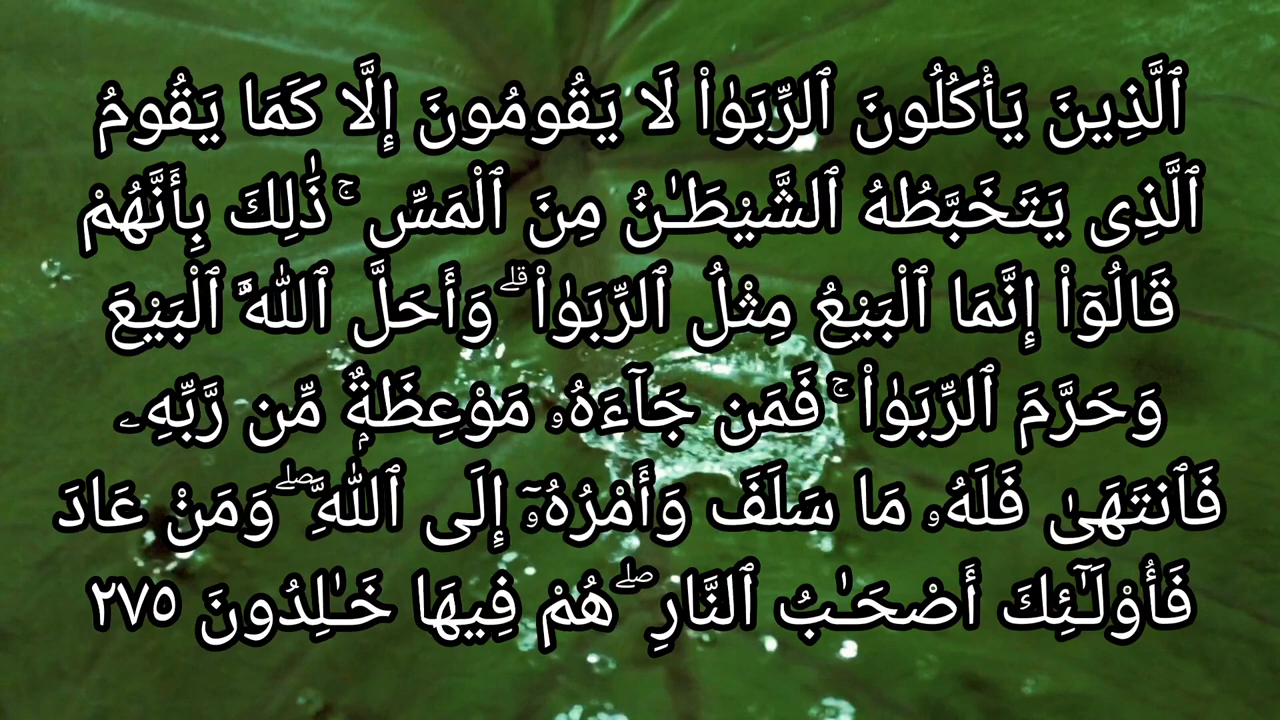 ٱلَّذِينَ يَأْكُلُونَ ٱلرِّبَوٰا۟ لَا يَقُومُونَ إِلَّا كَمَا يَقُومُ
ٱلَّذِى يَتَخَبَّطُهُ ٱلشَّيْطَـٰنُ مِنَ ٱلْمَسِّ ۚ ذَٰلِكَ بِأَنَّهُمْ
قَالُوٓا۟ إِنَّمَا ٱلْبَيْعُ مِثْلُ ٱلرِّبَوٰا۟ ۗ وَأَحَلَّ ٱللَّهُ ٱلْبَيْعَ
وَحَرَّمَ ٱلرِّبَوٰا۟ ۚ فَمَن جَآءَهُۥ مَوْعِظَةٌۭ مِّن رَّبِّهِۦ
فَٱنتَهَىٰ فَلَهُۥ مَا سَلَفَ وَأَمْرُهُۥٓ إِلَى ٱللَّهِ ۖ وَمَنْ عَادَ
فَأُو۟لَـٰٓئِكَ أَصْحَـٰبُ ٱلنَّارِ ۖ هُمْ فِيهَا خَـٰلِدُونَ ٢٧٥